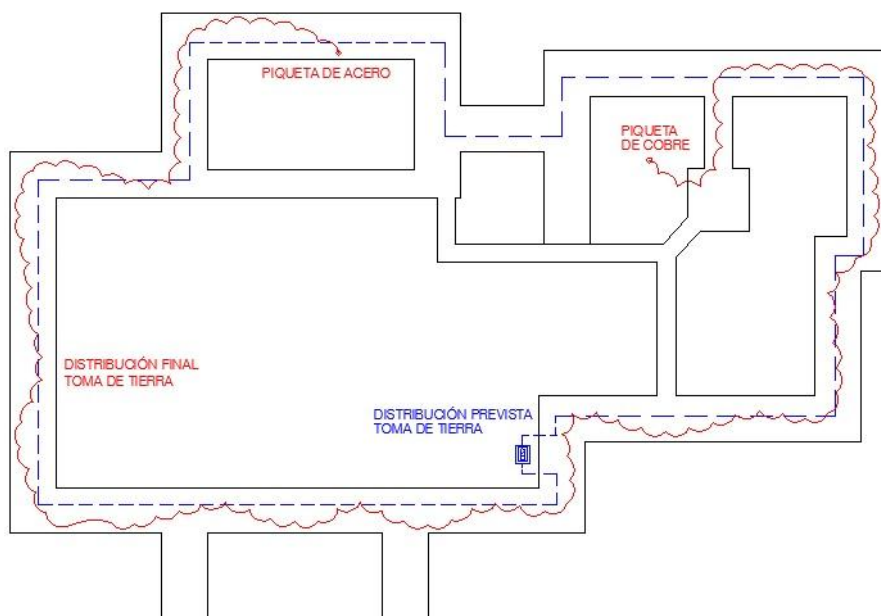 PIQUETA DE ACERO
PIQUETA
DE COBRE
DISTRIBUCIÓN FINAL
TOMA DE TIERRA
DISTRIBUCIÓN PREVISTA
TOMA DE TIERRA